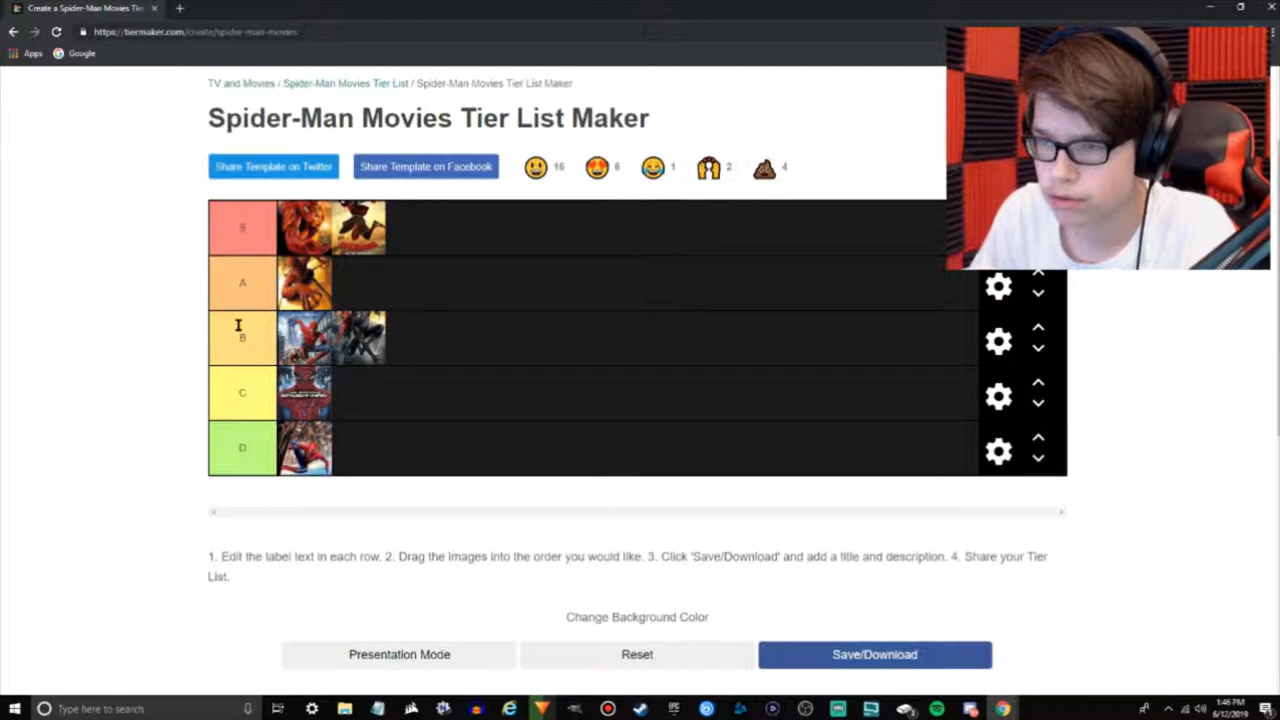 Create a Spider-Man Movies Tie
https://tiermaker.com/create/spider-man-movies
Apps
Google
TV and Movies / Spider-Man Movies Tier List / Spider-Man Movies Tier List Maker
Spider-Man Movies Tier List Maker
Share Template on Twitter
Share Template on Facebook
16
6
1
2
4
S
A
B
C
SPIDER-MAN
D
1. Edit the label text in each row. 2. Drag the images into the order you would like. 3. Click 'Save/Download' and add a title and description. 4. Share your Tier
List.
Change Background Color
Presentation Mode
Reset
Save/Download
Type here to search
1:46 PM
6/12/2019